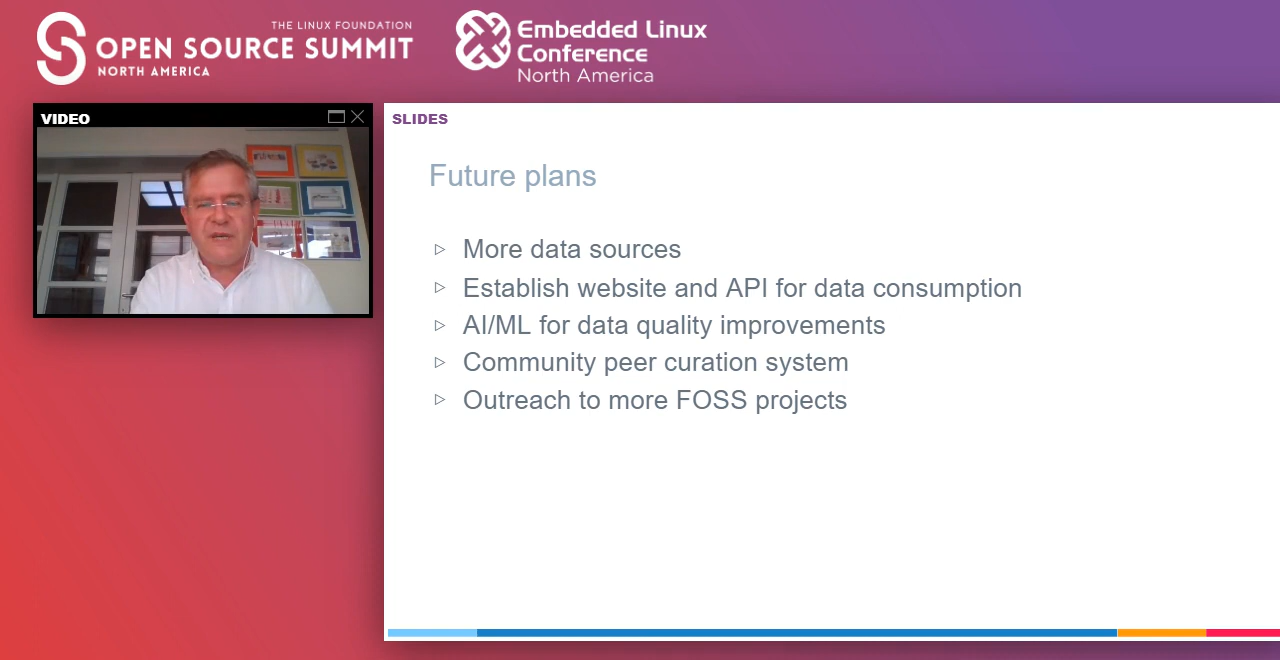 THE LINUX FOUNDATION
OPEN SOURCE SUMMIT
NORTH AMERICA
Embedded Linux
Conference
North America
VIDEO
SLIDES
Future plans
More data sources
Establish website and API for data consumption
AI/ML for data quality improvements
Community peer curation system
Outreach to more FOSS projects